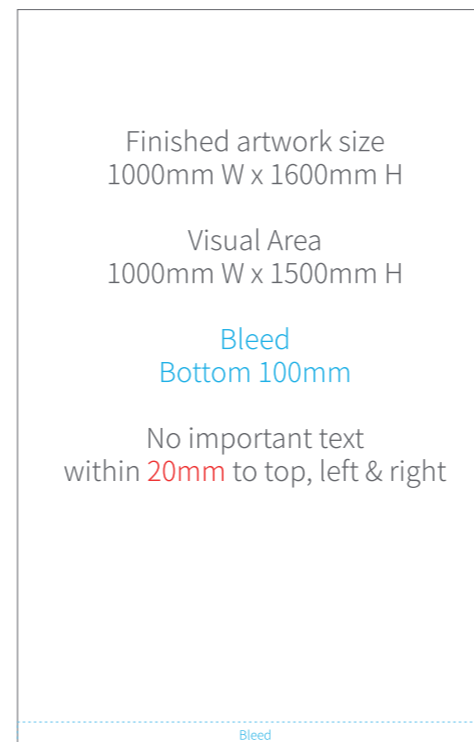 Finished artwork size
1000mm W x 1600mm H
Visual Area
1000mm W x 1500mm H
Bleed
Bottom 100mm
No important text
within 20mm to top, left & right
Bleed